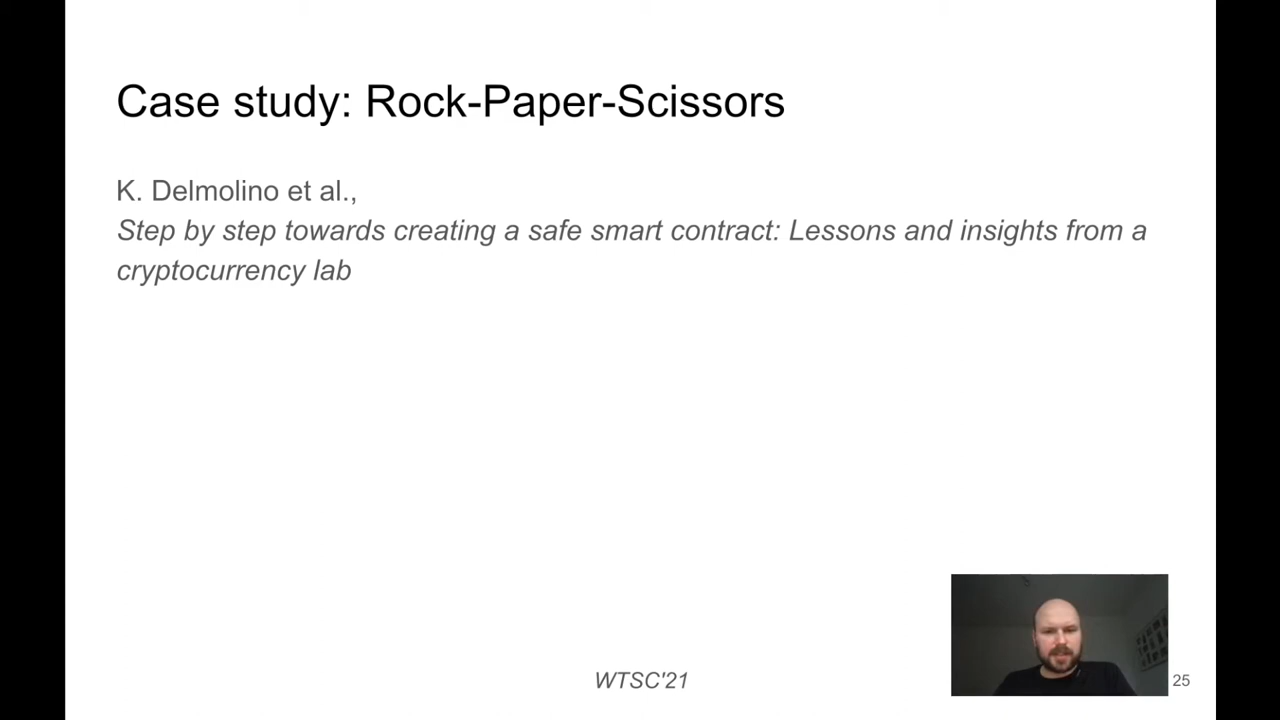 Case study: Rock-Paper-Scissors
K. Delmolino et al.,
Step by step towards creating a safe smart contract: Lessons and insights from a
cryptocurrency lab
WTSC'21
25